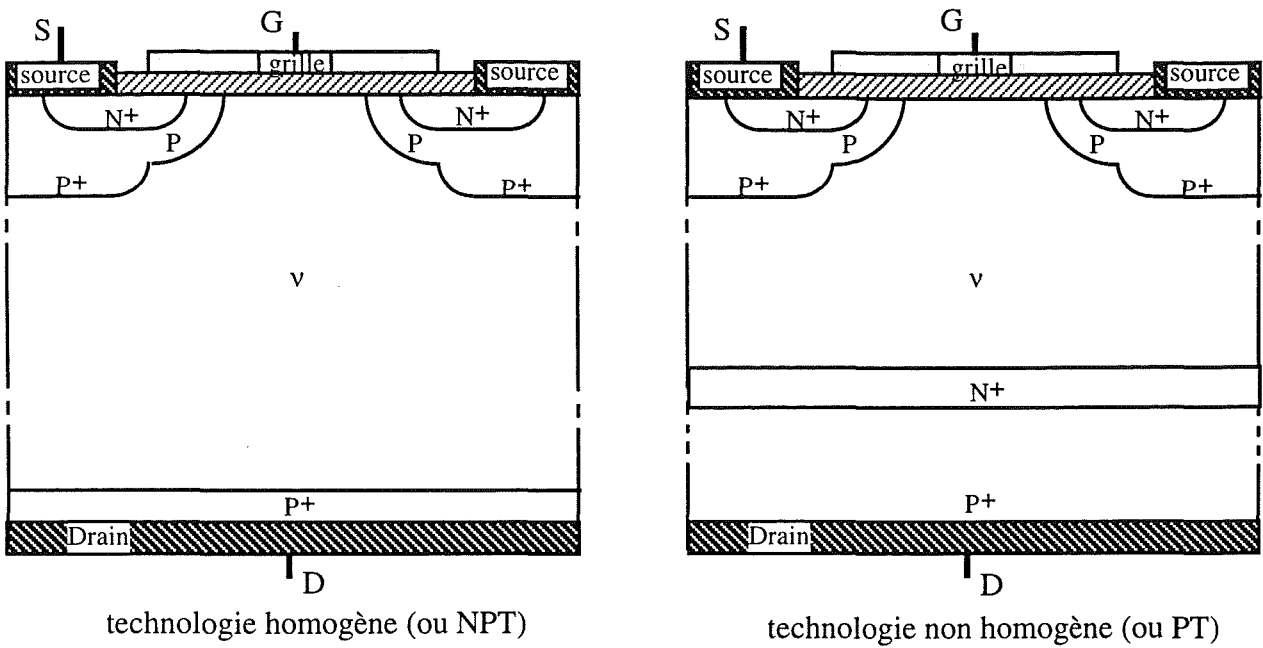 S
G
source
grille
source
N+
N+
P
P
P+
P+
ν
P+
Drain
D
technologie homogène (ou NPT)
S
G
source
grille
source
N+
N+
P
P
P+
P+
ν
N+
P+
Drain
D
technologie non homogène (ou PT)